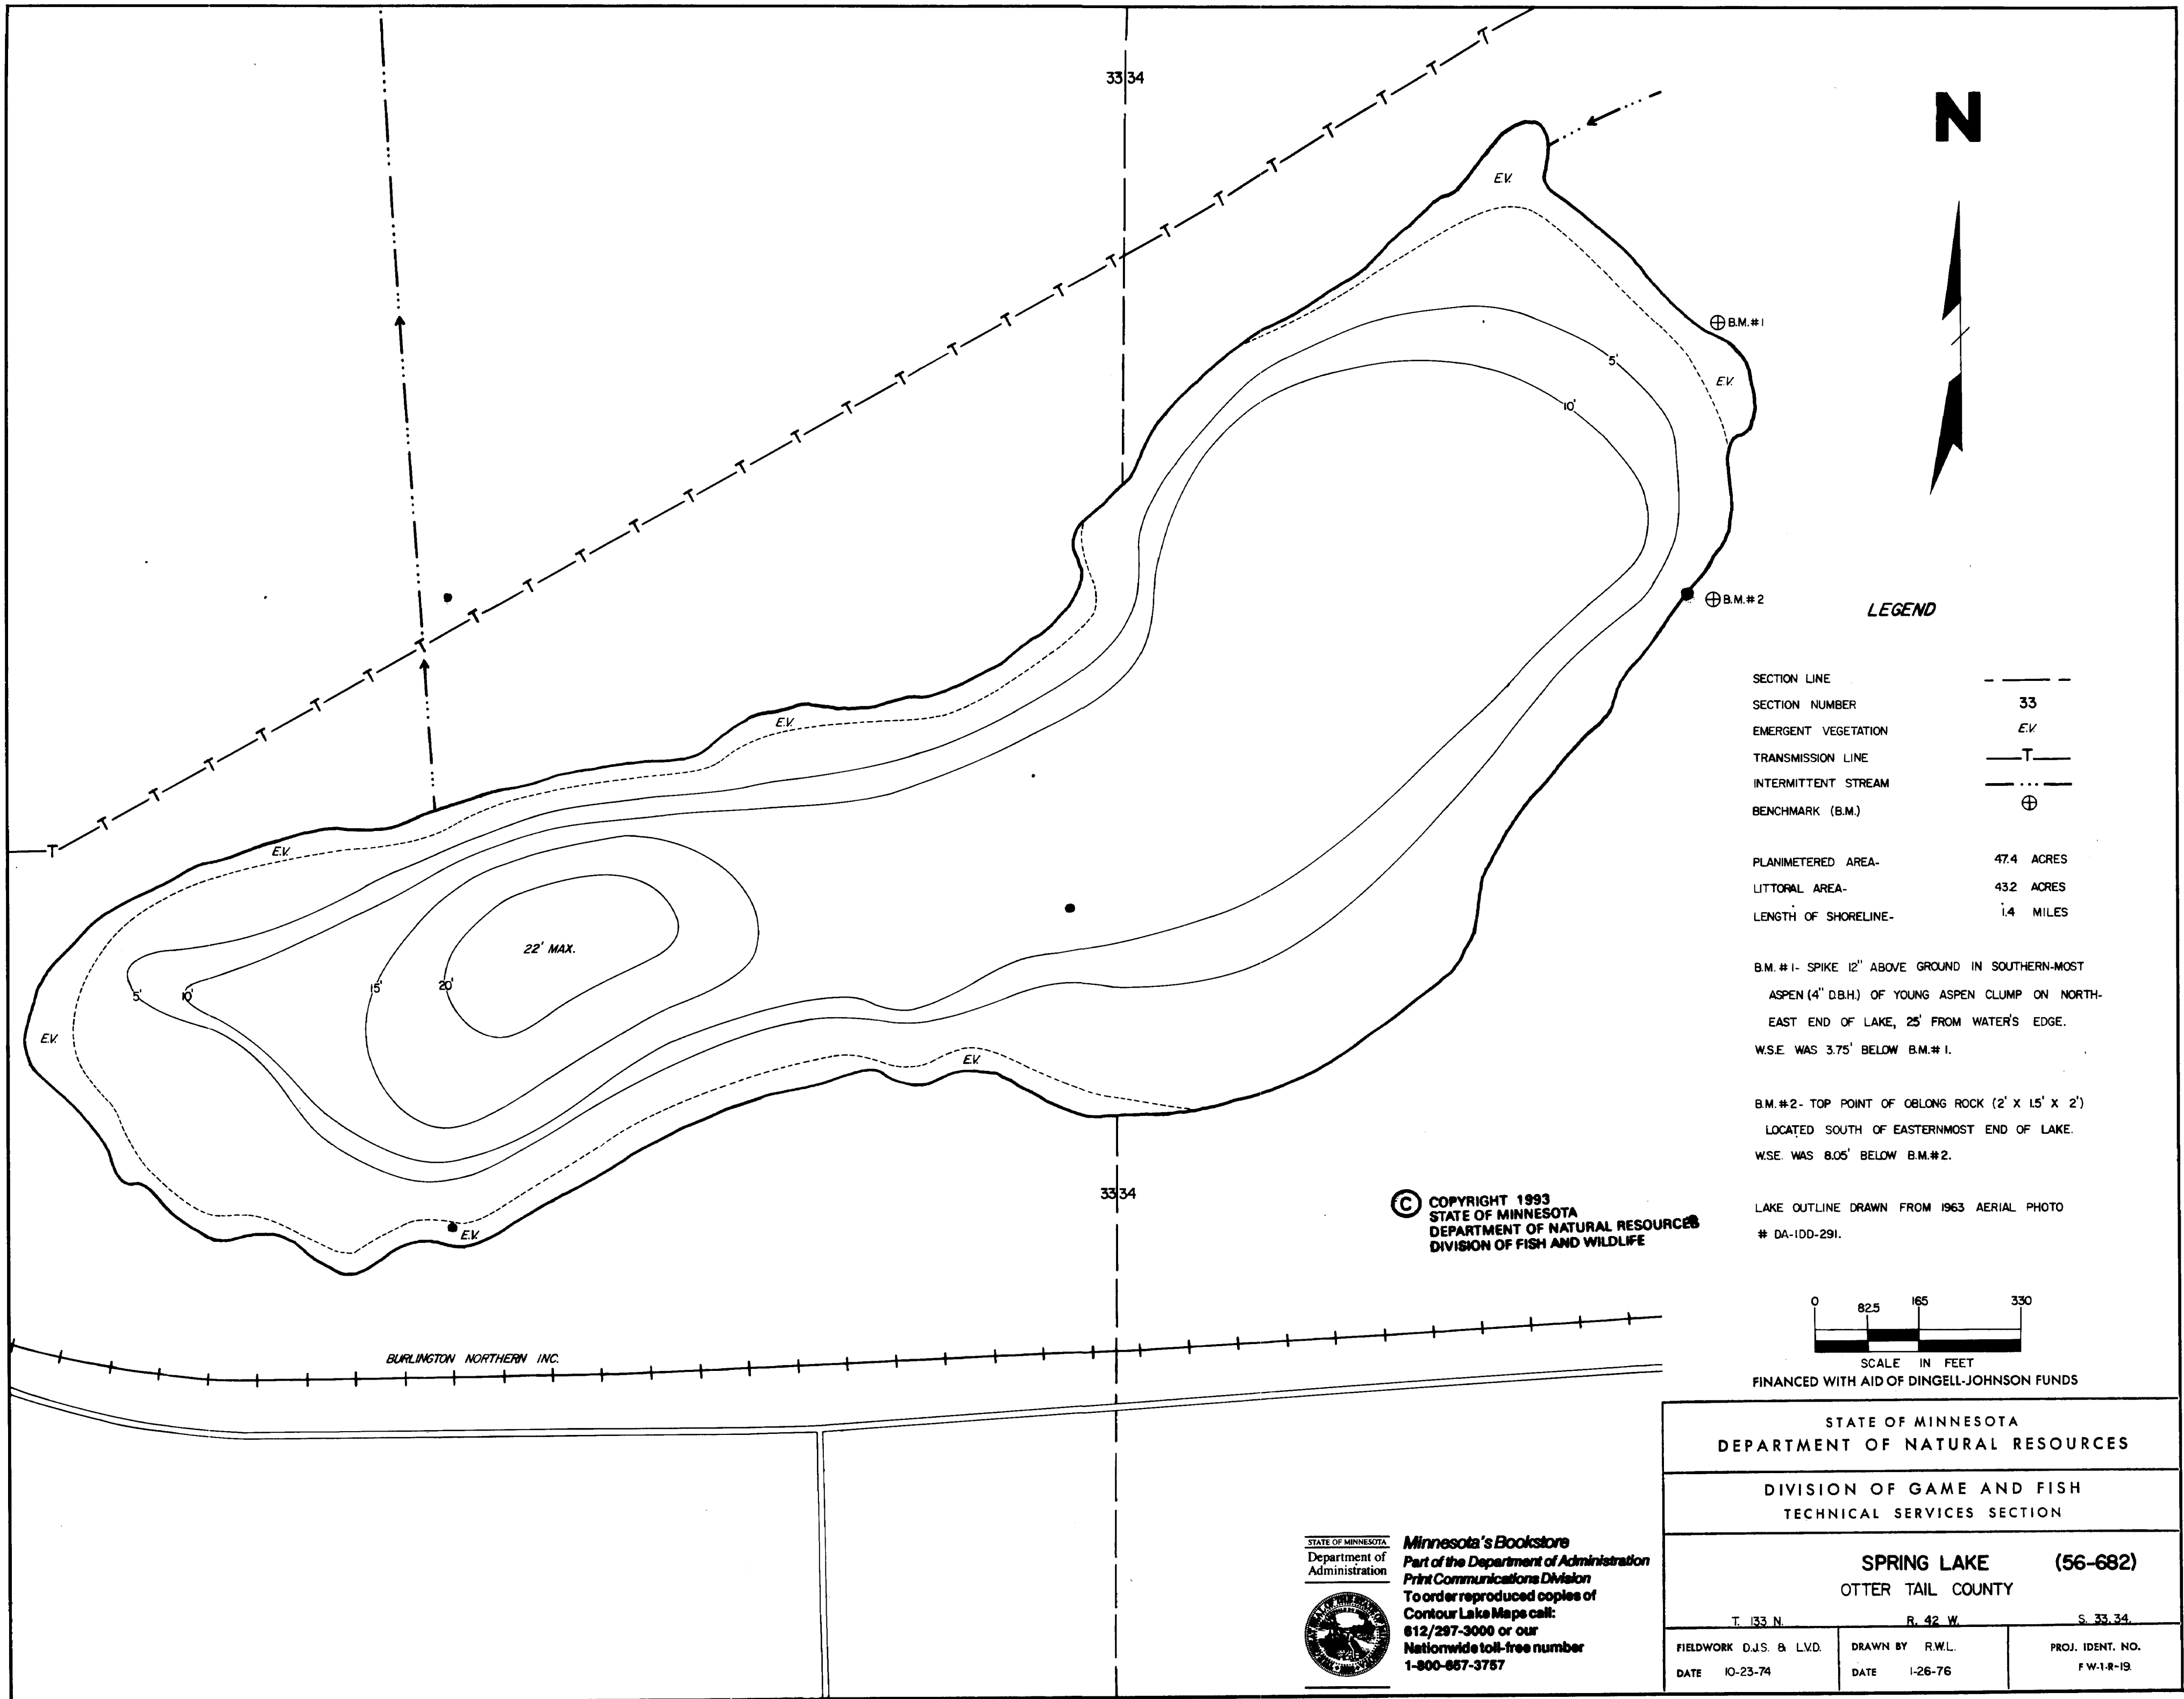 33 34
N
E.V.
B.M.#1
5'
E.V.
10'
B.M.#2
LEGEND
SECTION LINE
SECTION NUMBER 33
EMERGENT VEGETATION E.V.
TRANSMISSION LINE T
INTERMITTENT STREAM
BENCHMARK (B.M.)
PLANIMETERED AREA- 47.4 ACRES
LITTORAL AREA- 43.2 ACRES
LENGTH OF SHORELINE- 1.4 MILES
B.M. #1- SPIKE 12" ABOVE GROUND IN SOUTHERN-MOST
ASPEN (4" D.B.H.) OF YOUNG ASPEN CLUMP ON NORTH-
EAST END OF LAKE, 25' FROM WATER'S EDGE.
W.S.E. WAS 3.75' BELOW B.M.#1.
B.M.#2- TOP POINT OF OBLONG ROCK (2' X 1.5' X 2')
LOCATED SOUTH OF EASTERNMOST END OF LAKE.
W.S.E. WAS 8.05' BELOW B.M.#2.
LAKE OUTLINE DRAWN FROM 1963 AERIAL PHOTO
# DA-1DD-291.
E.V.
E.V.
22' MAX.
5'
10'
15'
20'
E.V.
E.V.
E.V.
33 34
© COPYRIGHT 1993
STATE OF MINNESOTA
DEPARTMENT OF NATURAL RESOURCES
DIVISION OF FISH AND WILDLIFE
BURLINGTON NORTHERN INC.
0 82.5 165 330
SCALE IN FEET
FINANCED WITH AID OF DINGELL-JOHNSON FUNDS
STATE OF MINNESOTA
DEPARTMENT OF NATURAL RESOURCES
DIVISION OF GAME AND FISH
TECHNICAL SERVICES SECTION
SPRING LAKE (56-682)
OTTER TAIL COUNTY
T. 133 N. R. 42 W. S. 33,34.
FIELDWORK D.J.S. & L.V.D.
DATE 10-23-74
DRAWN BY R.W.L.
DATE 1-26-76
PROJ. IDENT. NO.
F W-1-R-19.
STATE OF MINNESOTA
Department of
Administration
Minnesota's Bookstore
Part of the Department of Administration
Print Communications Division
To order reproduced copies of
Contour Lake Maps call:
612/297-3000 or our
Nationwide toll-free number
1-800-657-3757